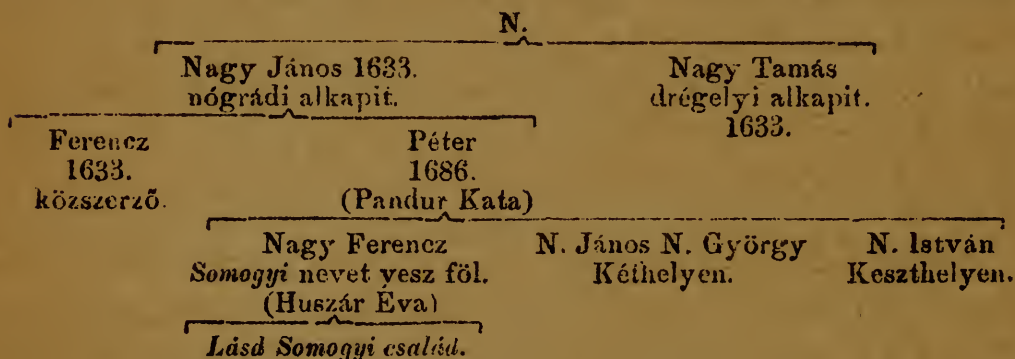 N.
Nagy János 1633. Nagy Tamás
nógrádi alkapit. drégelyi alkapit.
1633.
Ferencz Péter
1633. 1686.
közszerző. (Pandur Kata)
Nagy Ferencz N. János N. György N. István
Somogyi nevet vesz föl. Kéthelyen. Keszthelyen.
(Huszár Éva)
Lásd Somogyi család.